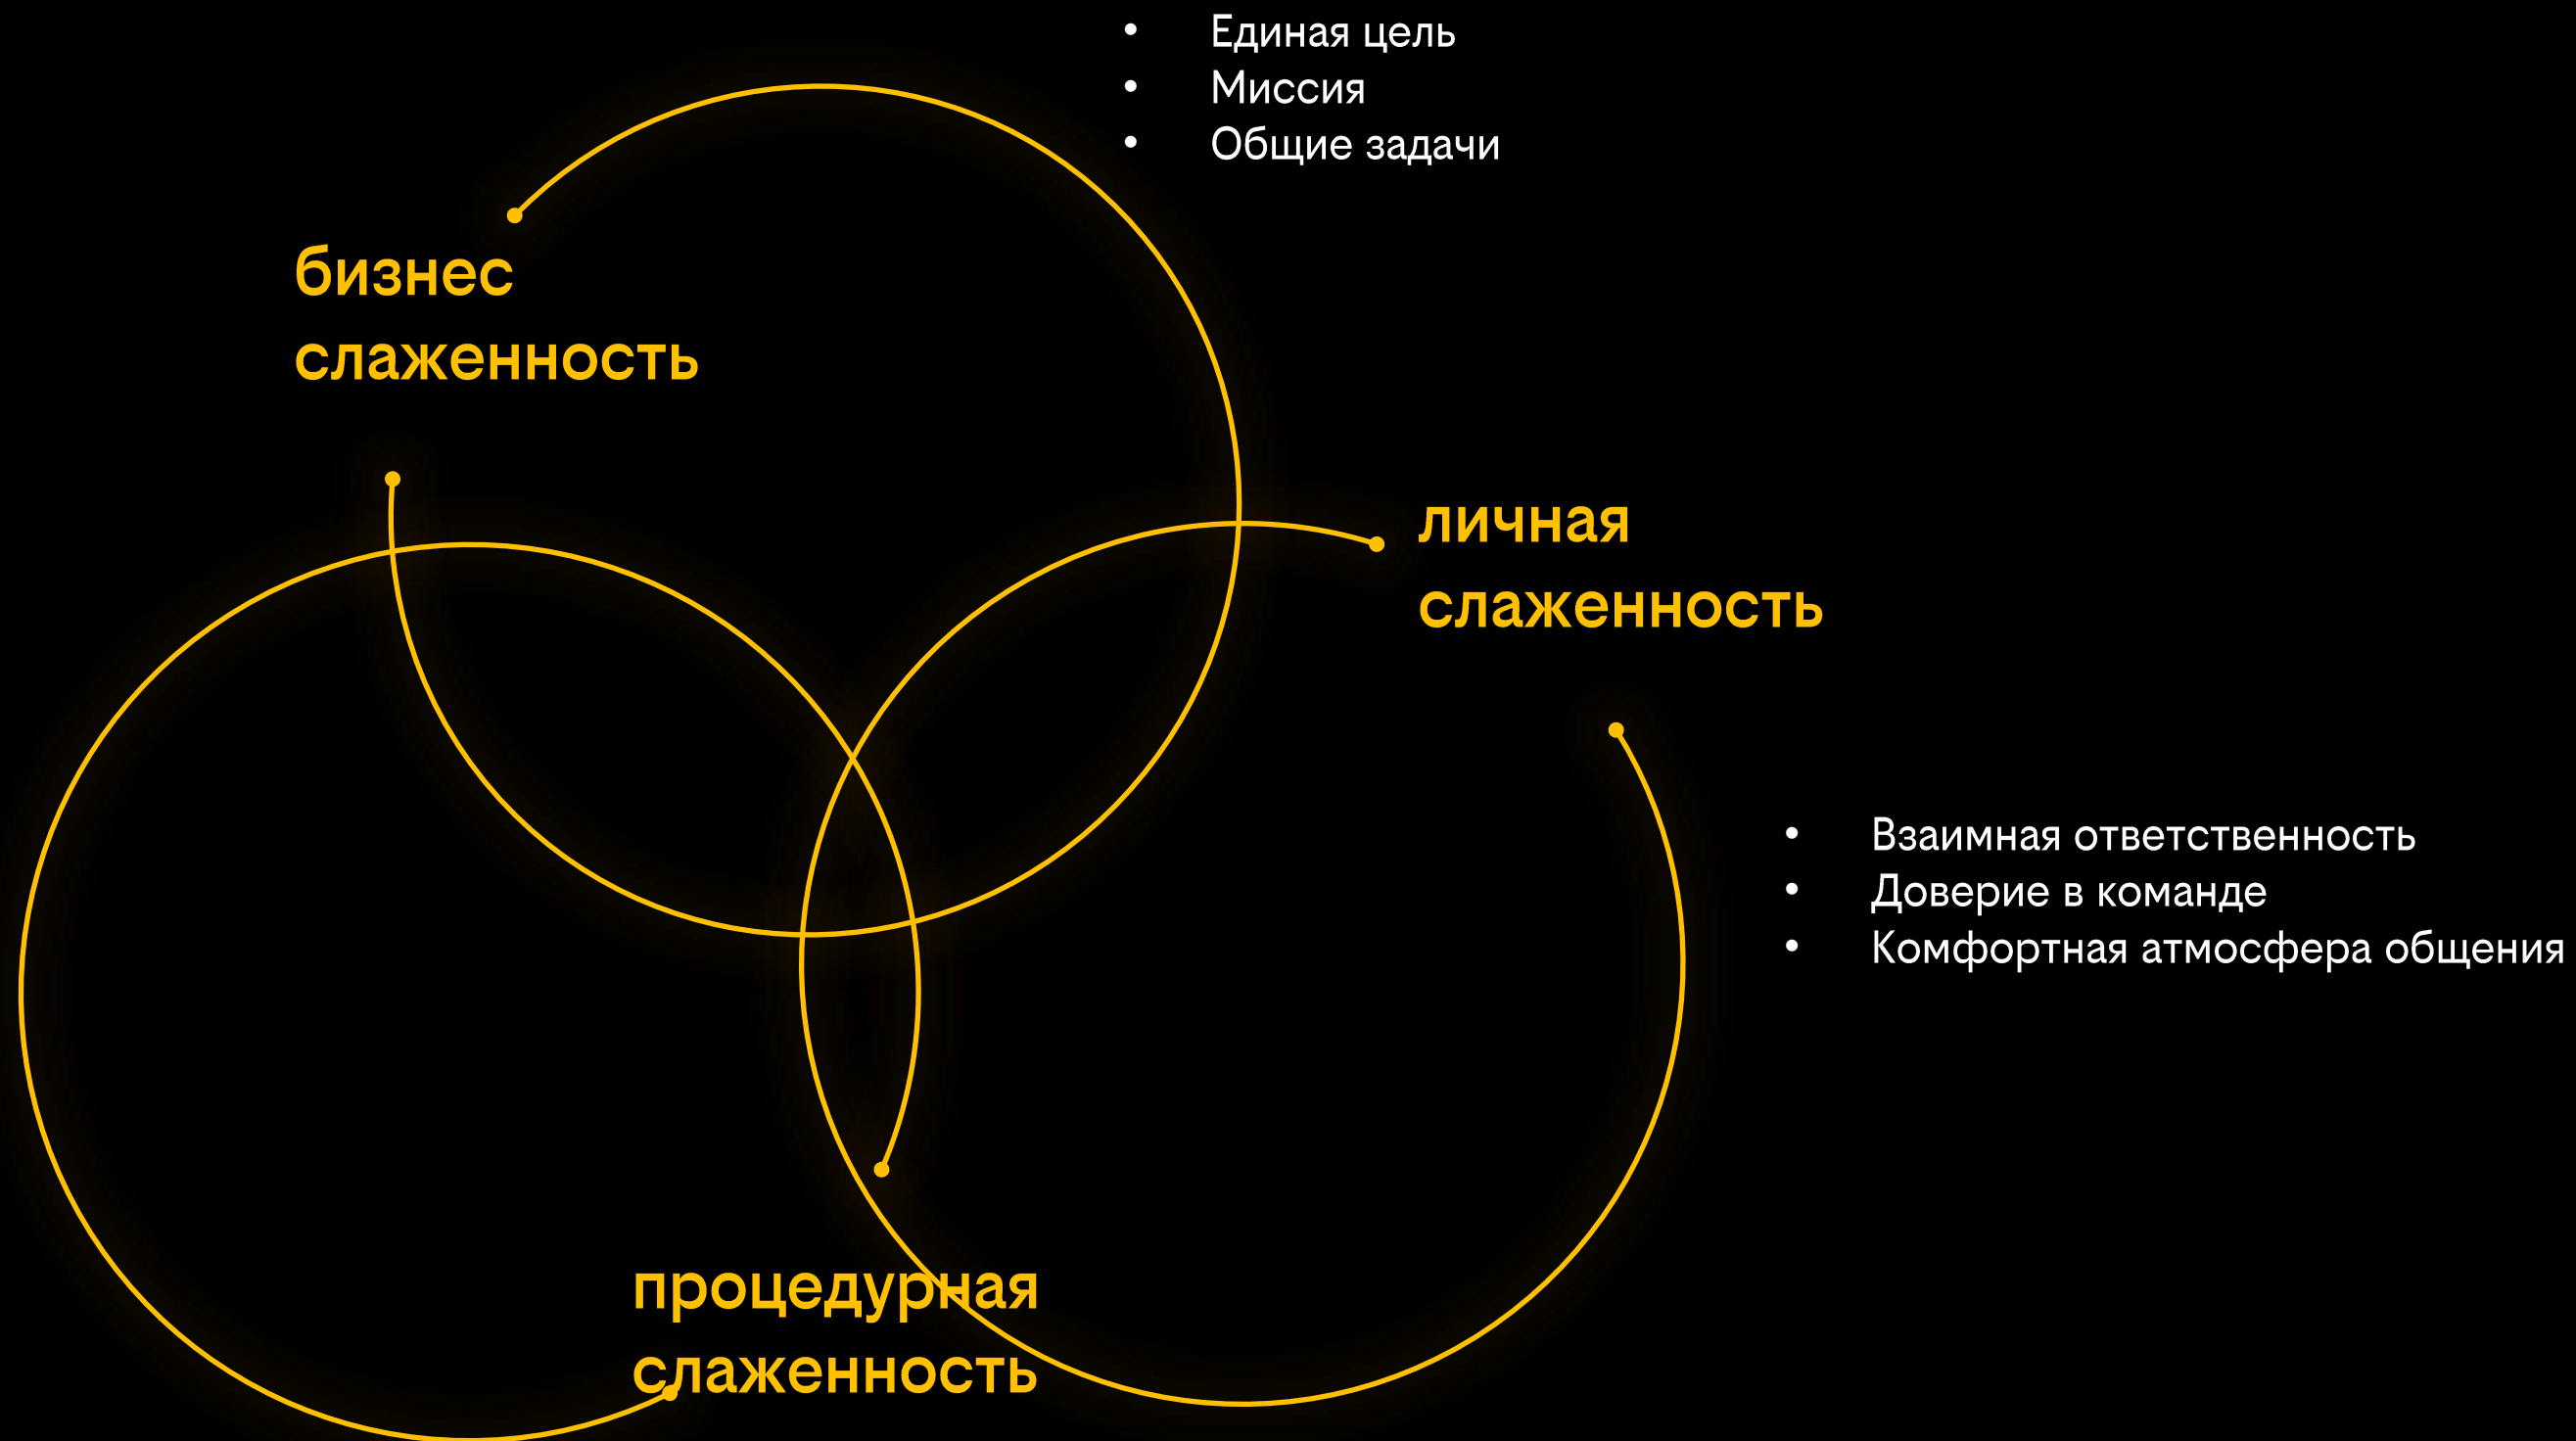 Единая цель
Миссия
Общие задачи
бизнес
слаженность
личная
слаженность
Взаимная ответственность
Доверие в команде
Комфортная атмосфера общения
процедурная
слаженность